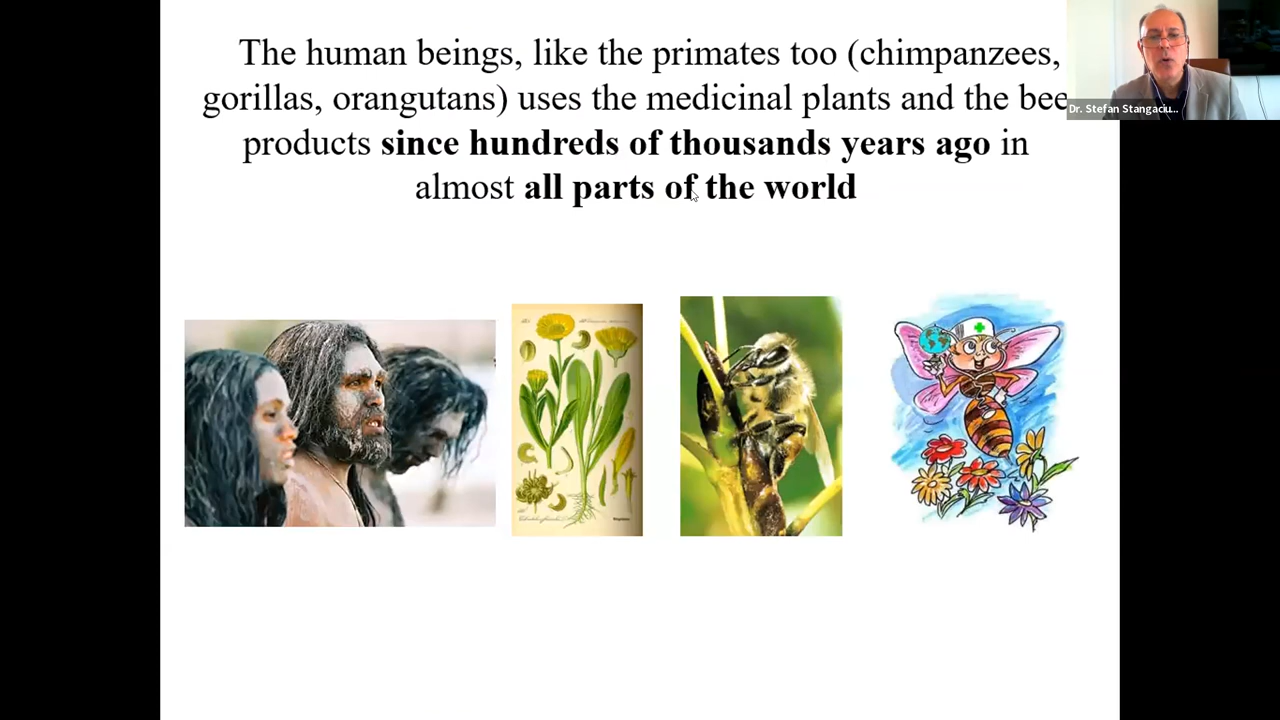 The human beings, like the primates too (chimpanzees,
gorillas, orangutans) uses the medicinal plants and the bee
products since hundreds of thousands years ago in
almost all parts of the world
Dr. Stefan Stangaciu...